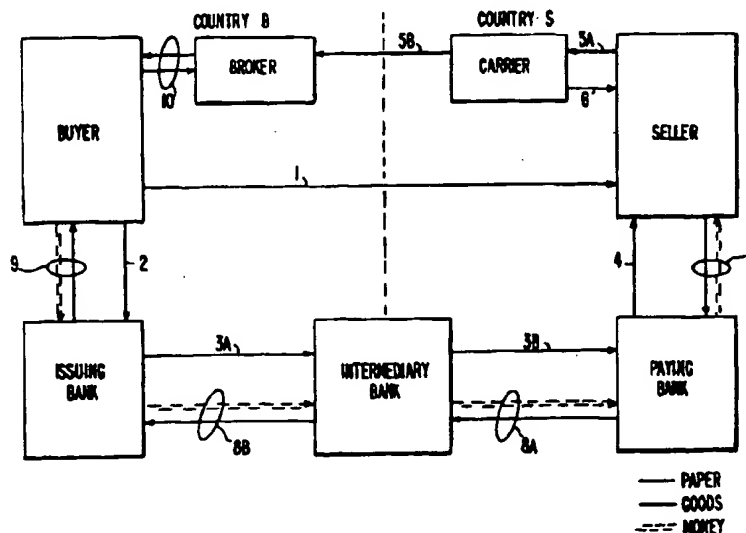 COUNTRY B
COUNTRY S
BUYER
BROKER
5B
CARRIER
5A
SELLER
10
6
1
9
2
4
ISSUING BANK
3A
INTERMEDIARY BANK
3B
PAYING BANK
8B
8A
PAPER
GOODS
MONEY